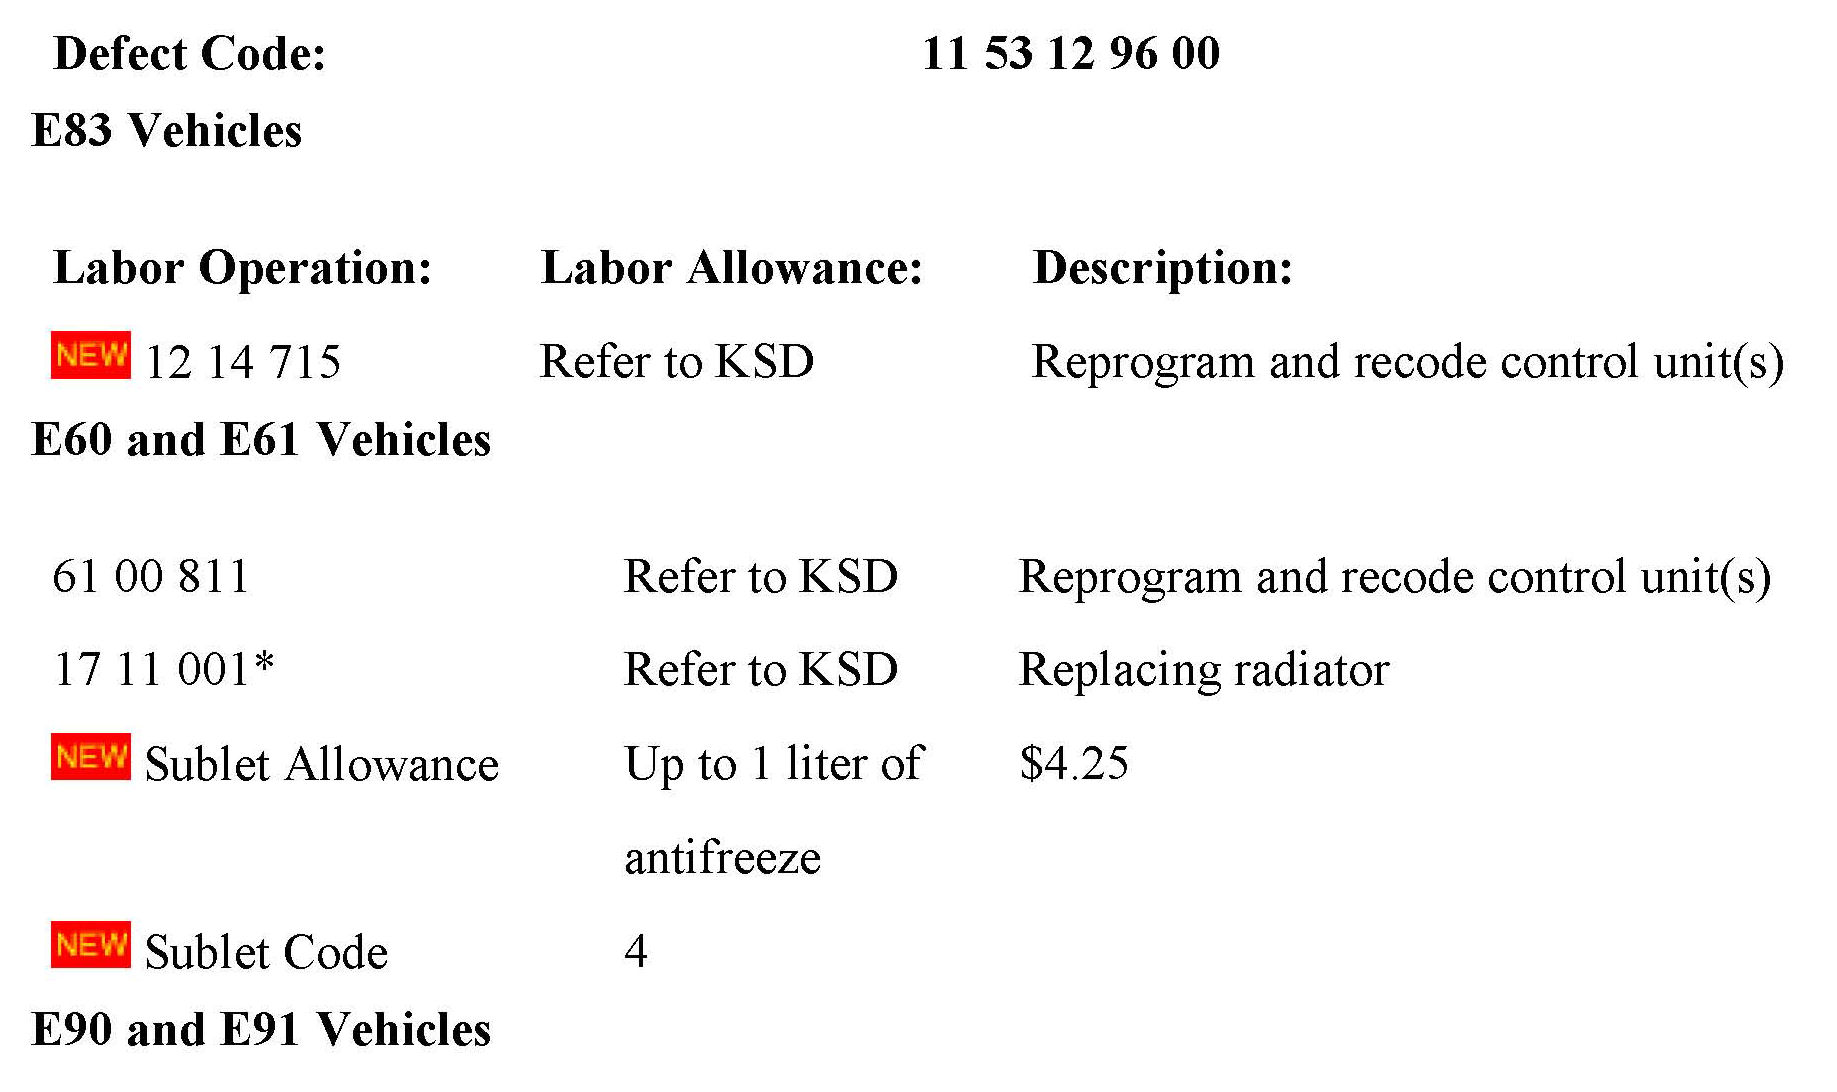 Defect Code: 11 53 12 96 00
E83 Vehicles
Labor Operation: Labor Allowance: Description:
NEW 12 14 715 Refer to KSD Reprogram and recode control unit(s)
E60 and E61 Vehicles
61 00 811 Refer to KSD Reprogram and recode control unit(s)
17 11 001* Refer to KSD Replacing radiator
NEW Sublet Allowance Up to 1 liter of $4.25
antifreeze
NEW Sublet Code 4
E90 and E91 Vehicles